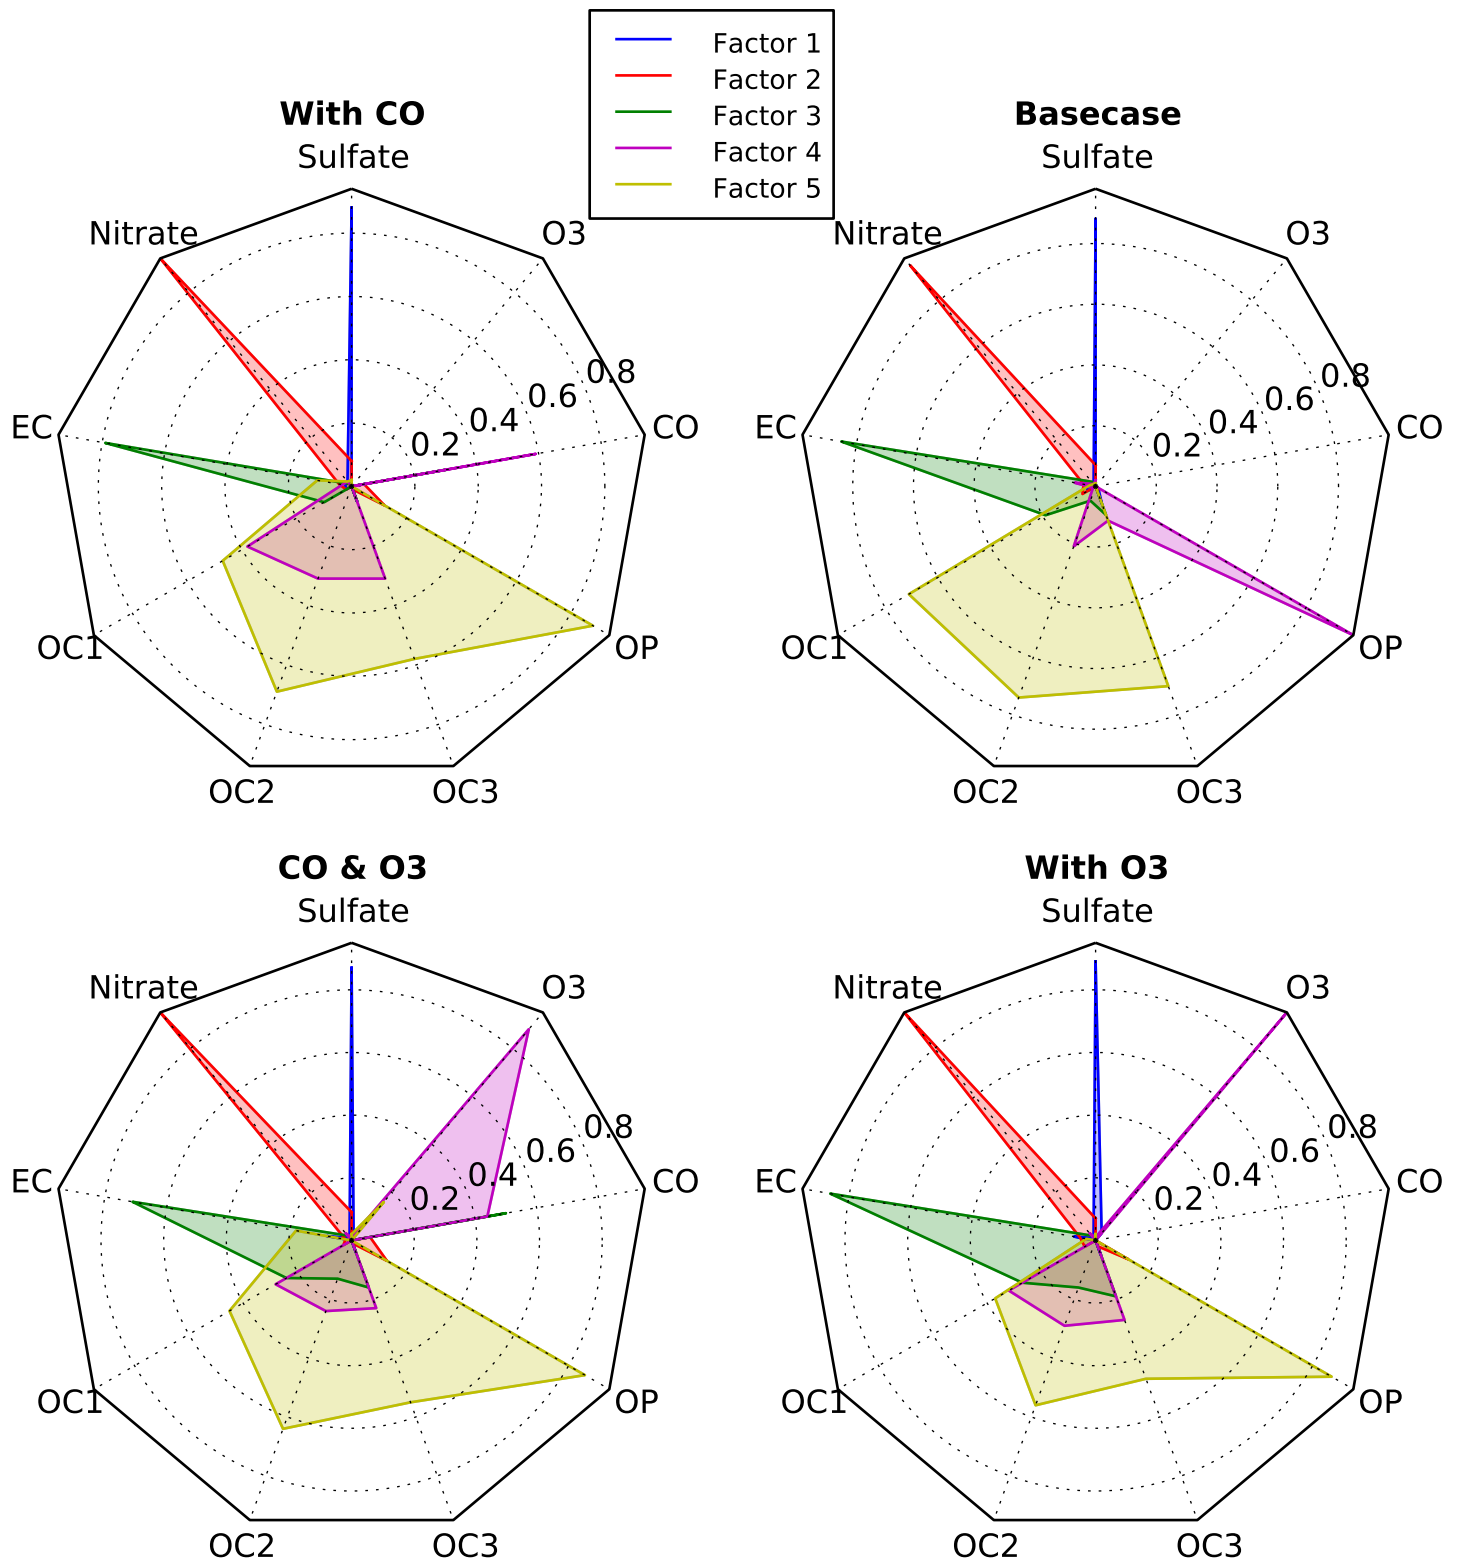 Factor 1
Factor 2
Factor 3
Factor 4
Factor 5
With CO
Sulfate
Nitrate
O3
EC
CO
0.2
0.4
0.6
0.8
OC1
OP
OC2
OC3
Basecase
Sulfate
Nitrate
O3
EC
CO
0.2
0.4
0.6
0.8
OC1
OP
OC2
OC3
CO & O3
Sulfate
Nitrate
O3
EC
CO
0.2
0.4
0.6
0.8
OC1
OP
OC2
OC3
With O3
Sulfate
Nitrate
O3
EC
CO
0.2
0.4
0.6
0.8
OC1
OP
OC2
OC3